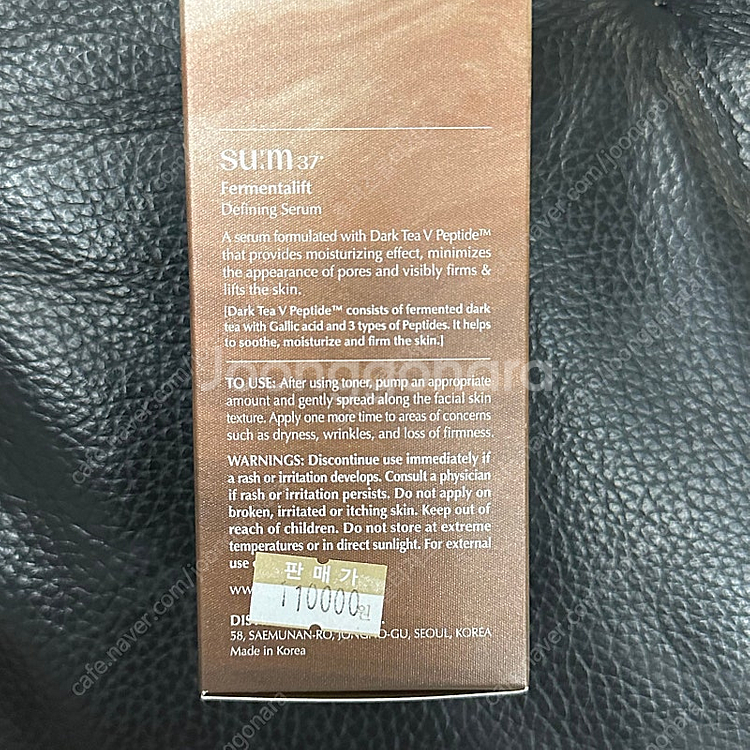 su:m37°
Fermentalift
Defining Serum
A serum formulated with Dark Tea V Peptide™
that provides moisturizing effect, minimizes
the appearance of pores and visibly firms &
lifts the skin.
[Dark Tea V Peptide™ consists of fermented dark
tea with Gallic acid and 3 types of Peptides. It helps
to soothe, moisturize and firm the skin.]
Joonggonara
TO USE: After using toner, pump an appropriate
amount and gently spread along the facial skin
texture. Apply one more time to areas of concerns
such as dryness, wrinkles, and loss of firmness.
WARNINGS: Discontinue use immediately if
a rash or irritation develops. Consult a physician
if rash or irritation persists. Do not apply on
broken, irritated or itching skin. Keep out of
reach of children. Do not store at extreme
temperatures or in direct sunlight. For external
use
판매가
110000원
58, SAEMUNAN-RO, JONGNO-GU, SEOUL, KOREA
Made in Korea
cafe.naver.com/joonggonara